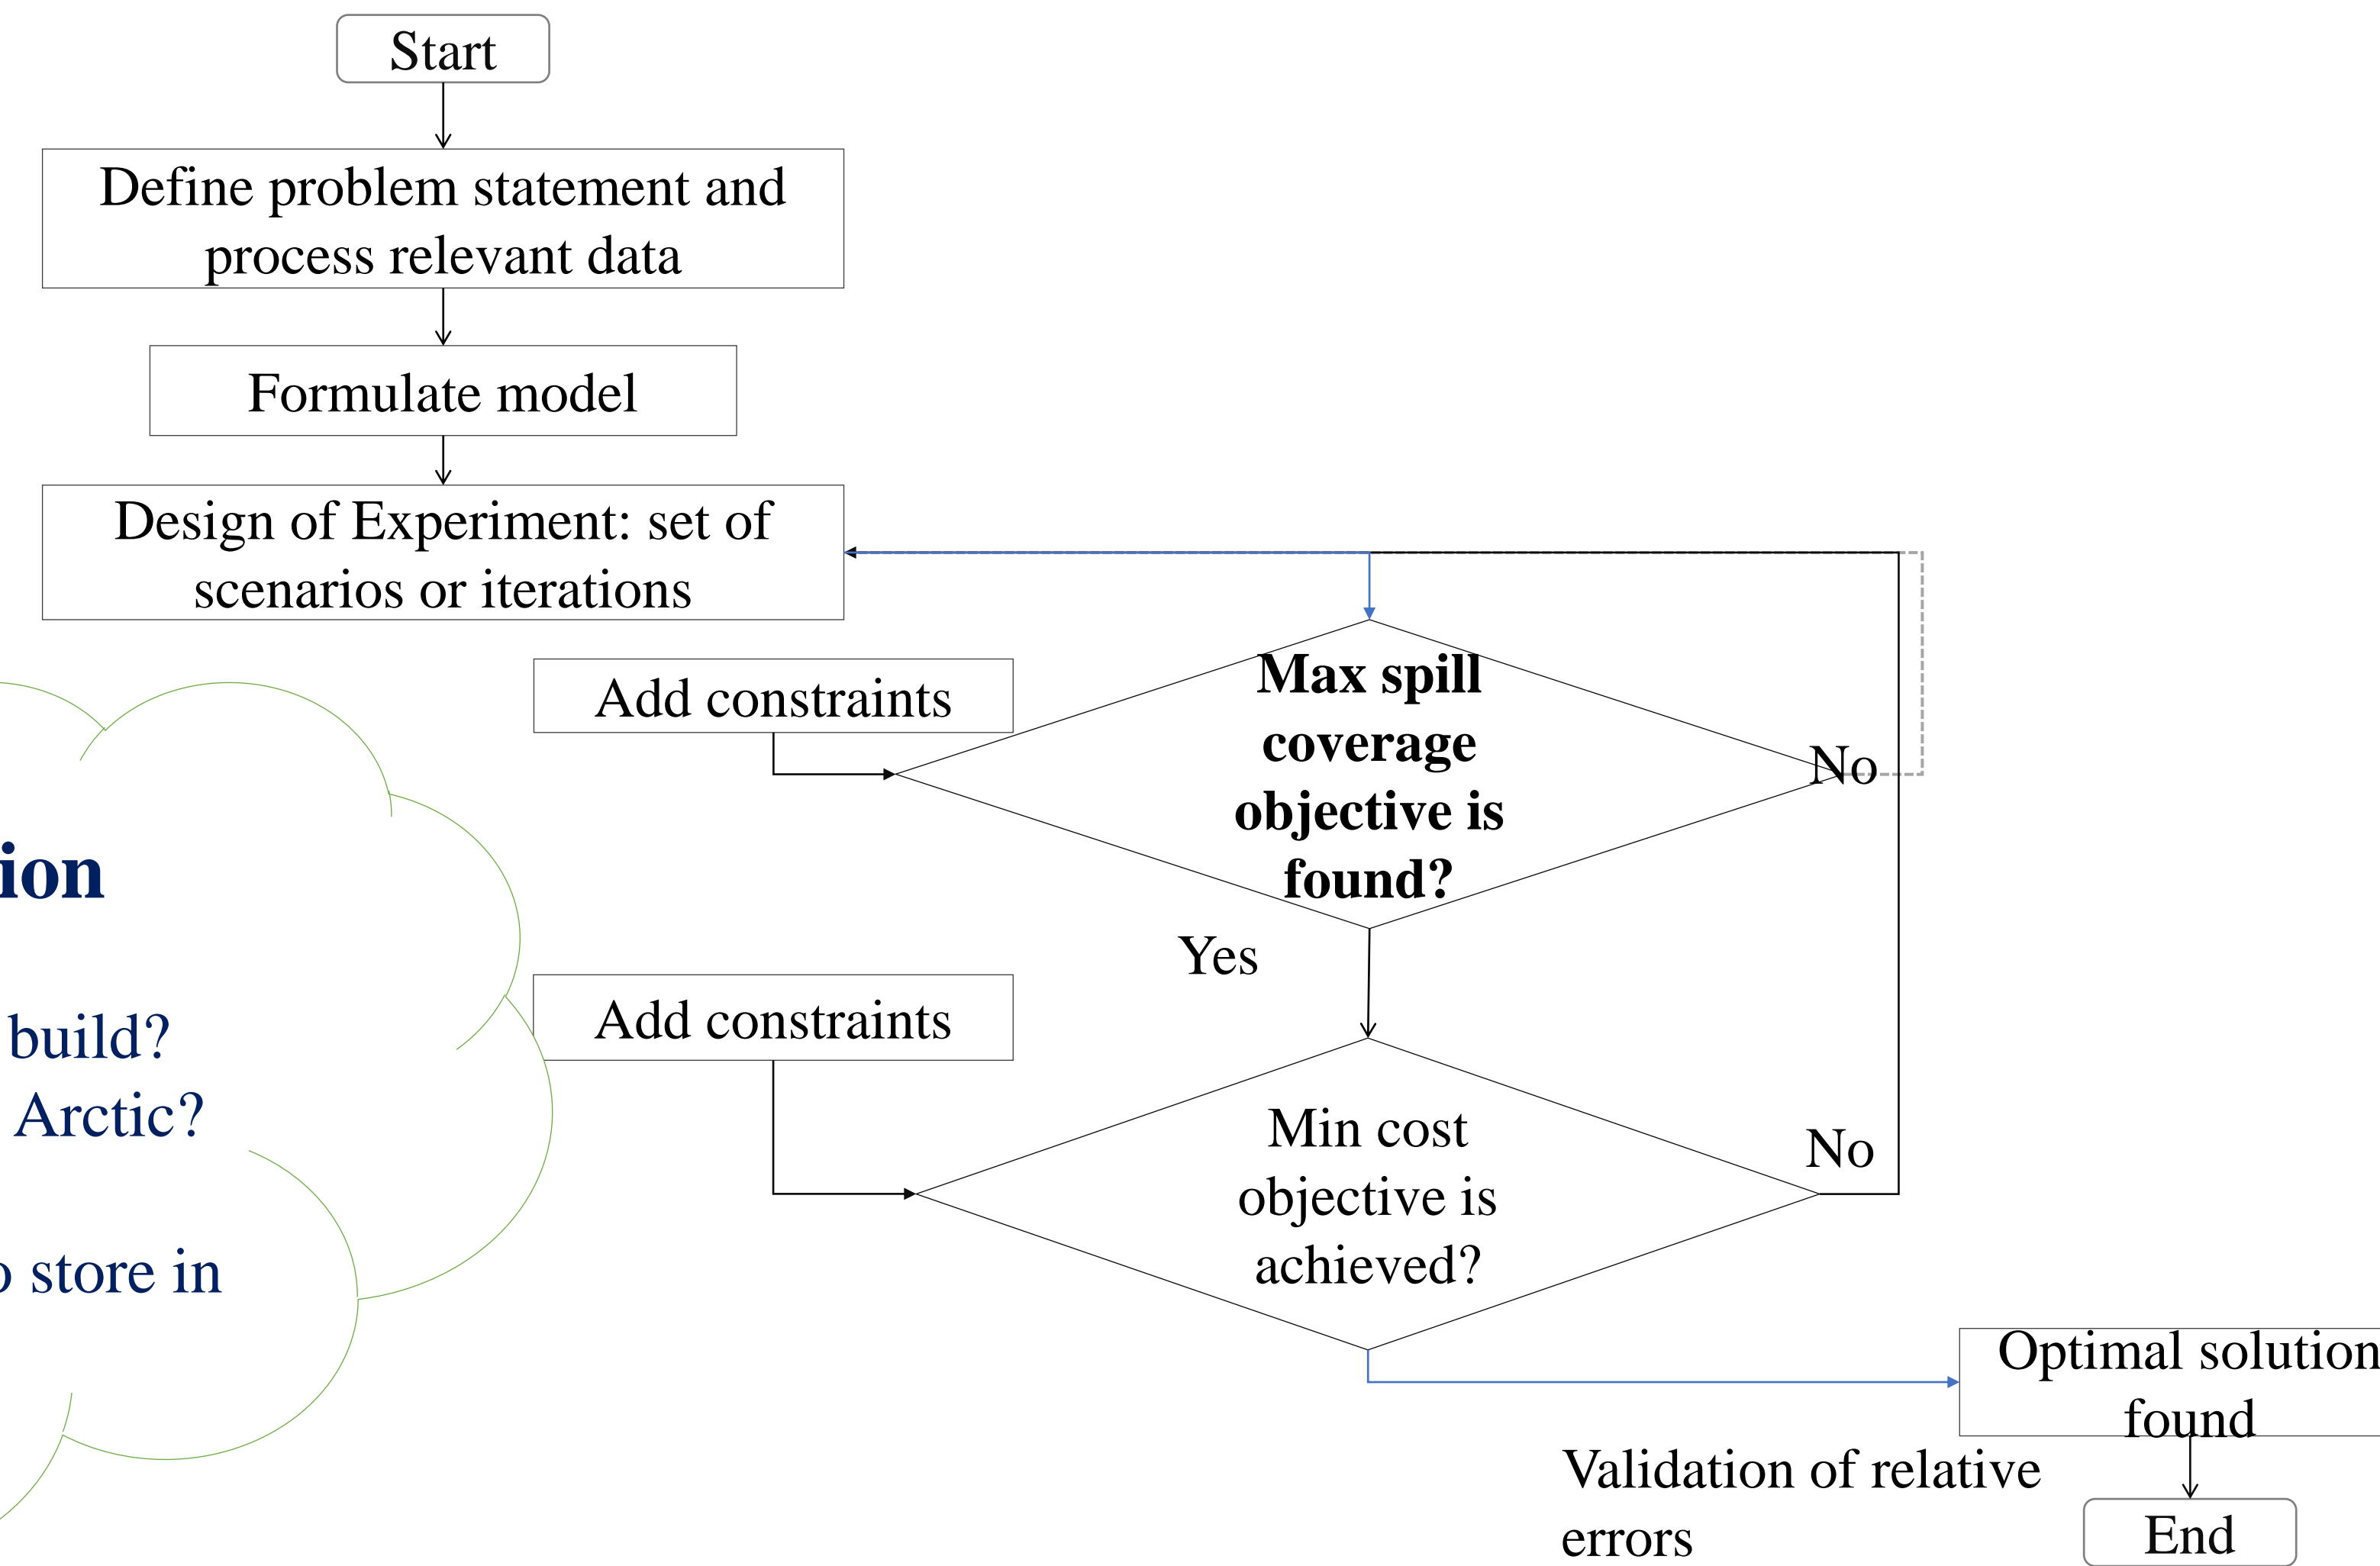 Start
Define problem statement and
process relevant data
Formulate model
Design of Experiment: set of
scenarios or iterations
Add constraints
Max spill
coverage
objective is
found?
No
Yes
Add constraints
Min cost
objective is
achieved?
No
Optimal solution
found
Validation of relative
errors
End
build?
Arctic?
store in